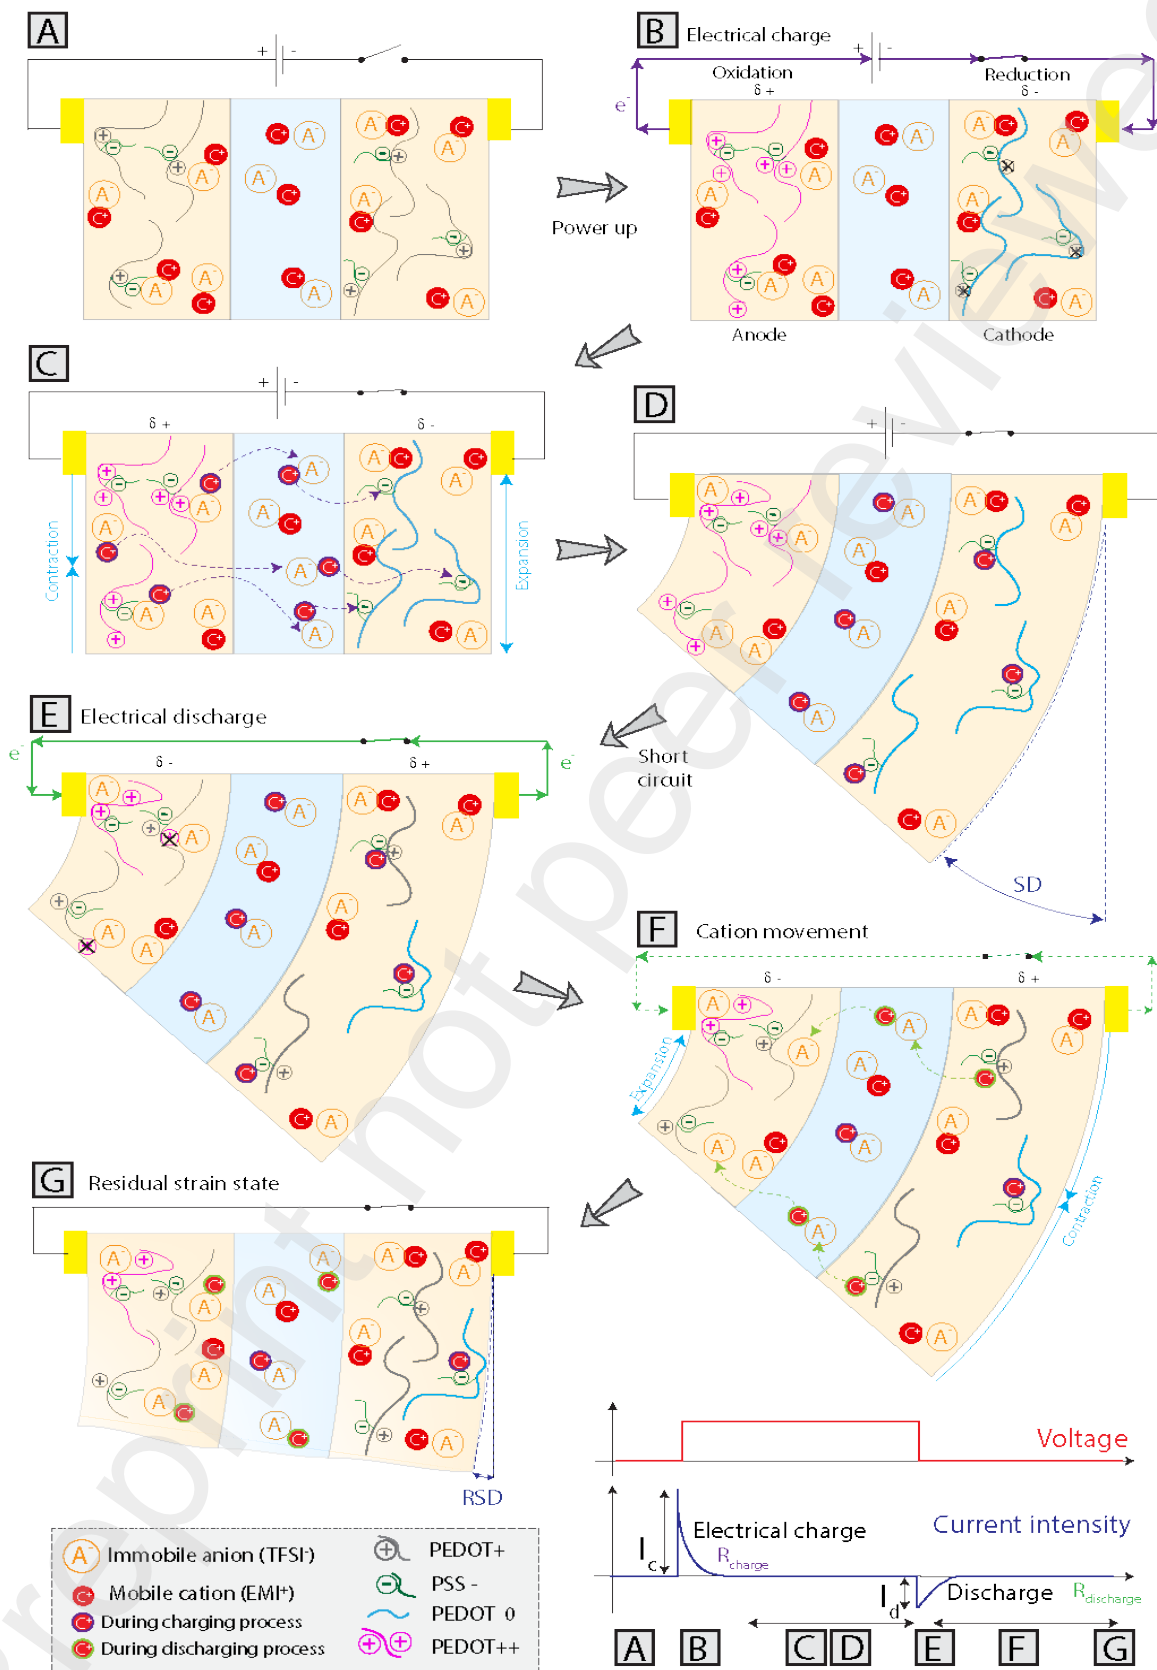 A
+ -
B Electrical charge
+ -
Oxidation
Reduction
δ +
δ -
e-
Power up
Anode
Cathode
C
+ -
δ +
δ -
Contraction
Expansion
D
+ -
SD
E Electrical discharge
e-
e-
δ -
δ +
Short
circuit
F Cation movement
δ -
δ +
Expansion
Contraction
G Residual strain state
RSD
Voltage
Current intensity
Electrical charge
Ic
Rcharge
Id
Discharge
Rdischarge
A B C D E F G
A- Immobile anion (TFSI-)
C+ Mobile cation (EMI+)
C+ During charging process
C+ During discharging process
+ PEDOT+
- PSS -
PEDOT 0
++ PEDOT++
preprint not peer reviewed